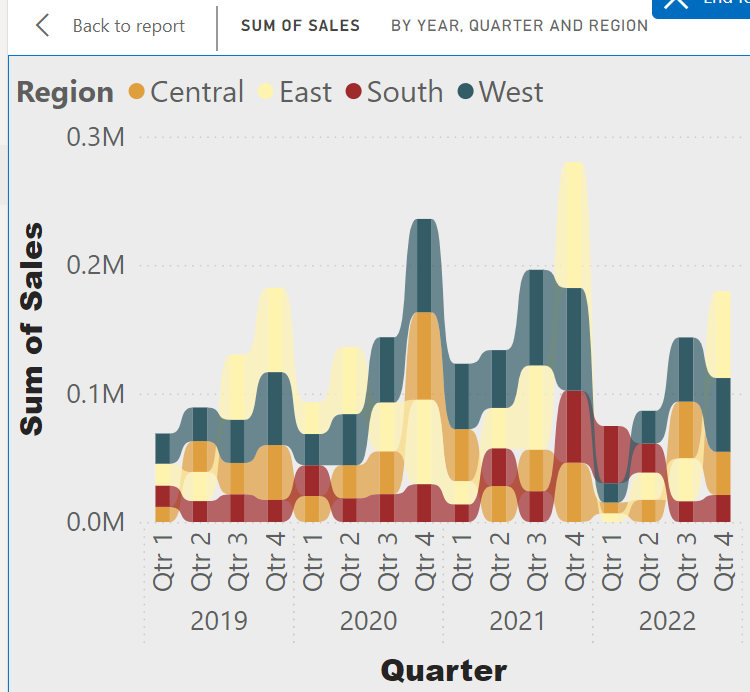 Back to report
SUM OF SALES
BY YEAR, QUARTER AND REGION
Region
Central
East
South
West
0.3M
0.2M
0.1M
0.0M
Sum of Sales
Qtr 1
Qtr 2
Qtr 3
Qtr 4
Qtr 1
Qtr 2
Qtr 3
Qtr 4
Qtr 1
Qtr 2
Qtr 3
Qtr 4
Qtr 1
Qtr 2
Qtr 3
Qtr 4
2019
2020
2021
2022
Quarter